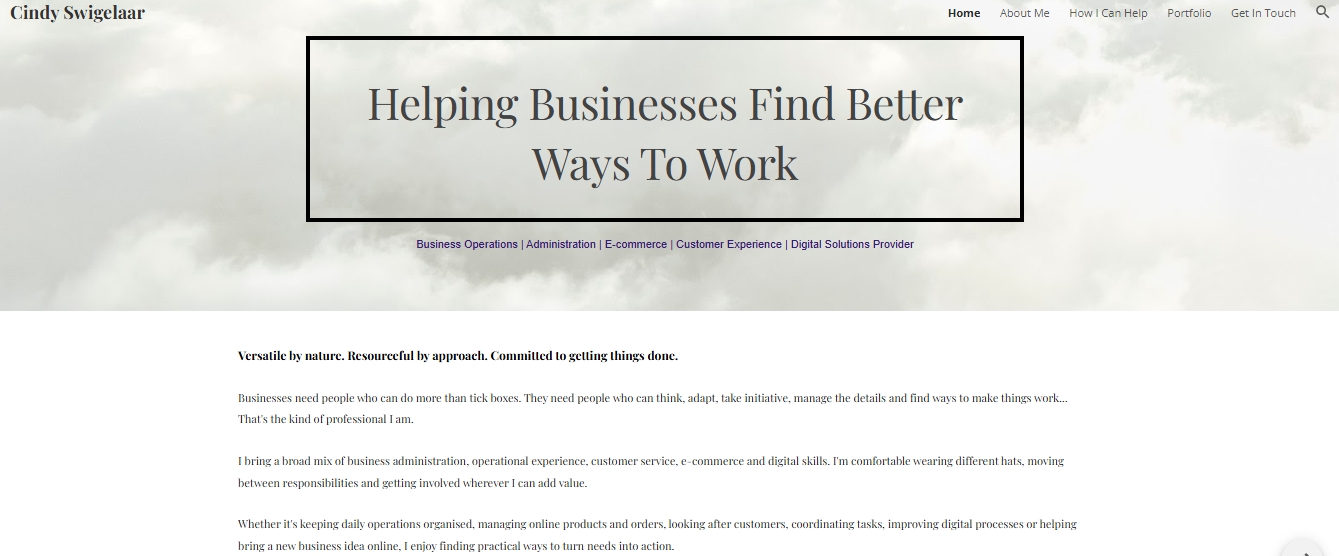 Cindy Swigelaar
Home About Me How I Can Help Portfolio Get In Touch
Helping Businesses Find Better
Ways To Work
Business Operations | Administration | E-commerce | Customer Experience | Digital Solutions Provider
Versatile by nature. Resourceful by approach. Committed to getting things done.
Businesses need people who can do more than tick boxes. They need people who can think, adapt, take initiative, manage the details and find ways to make things work...
That's the kind of professional I am.
I bring a broad mix of business administration, operational experience, customer service, e-commerce and digital skills. I'm comfortable wearing different hats, moving
between responsibilities and getting involved wherever I can add value.
Whether it's keeping daily operations organised, managing online products and orders, looking after customers, coordinating tasks, improving digital processes or helping
bring a new business idea online, I enjoy finding practical ways to turn needs into action.